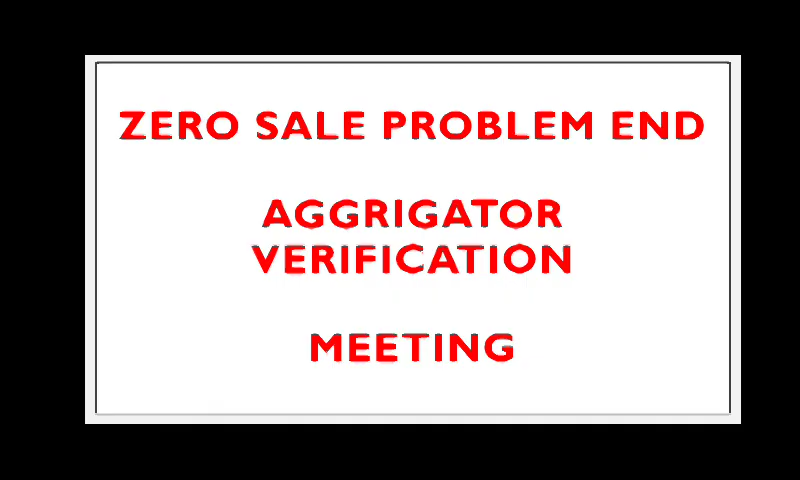 ZERO SALE PROBLEM END
AGGRIGATOR
VERIFICATION
MEETING